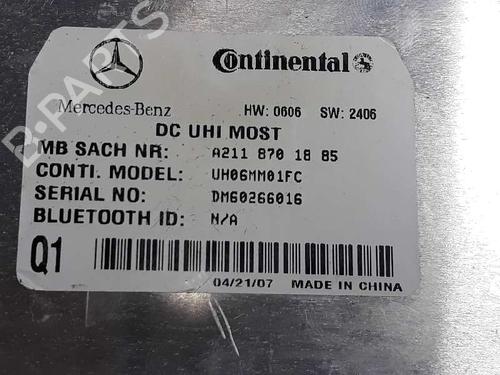 Continental
Mercedes-Benz HW: 0606 SW: 2406
DC UHI MOST
MB SACH NR: A211 870 18 85
CONTI. MODEL: UH06MM01FC
SERIAL NO: DM60266016
BLUETOOTH ID: N/A
Q1
04/21/07 MADE IN CHINA
B-PARTS